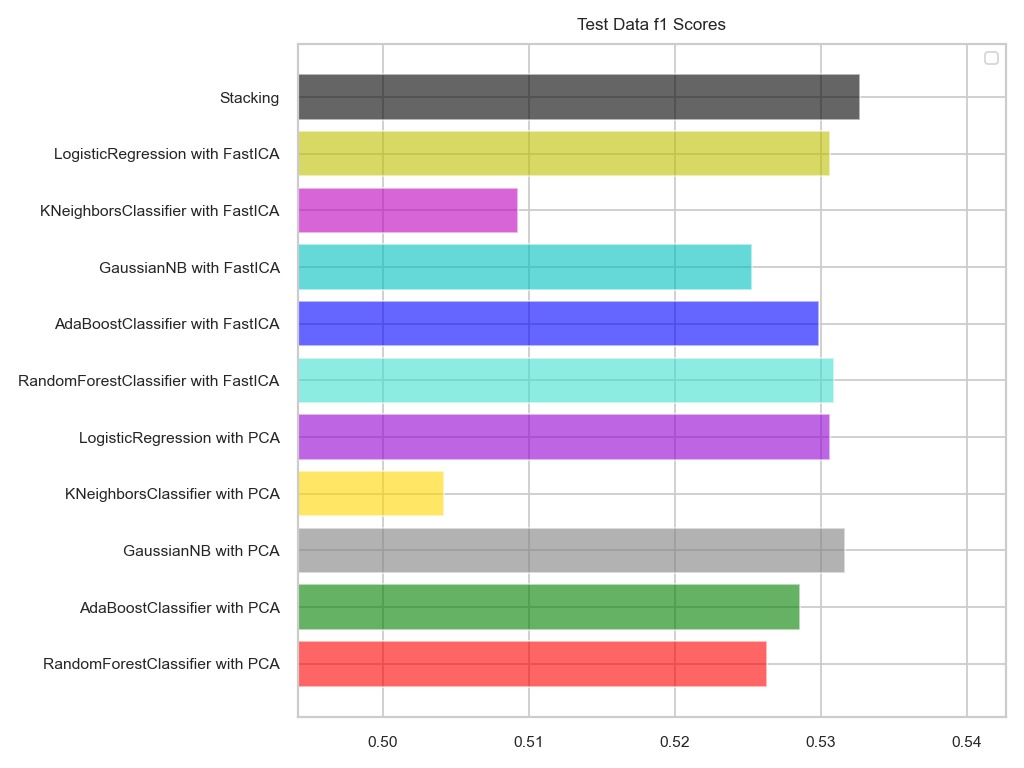 Test Data f1 Scores
Stacking
LogisticRegression with FastICA
KNeighborsClassifier with FastICA
GaussianNB with FastICA
AdaBoostClassifier with FastICA
RandomForestClassifier with FastICA
LogisticRegression with PCA
KNeighborsClassifier with PCA
GaussianNB with PCA
AdaBoostClassifier with PCA
RandomForestClassifier with PCA
0.50 0.51 0.52 0.53 0.54